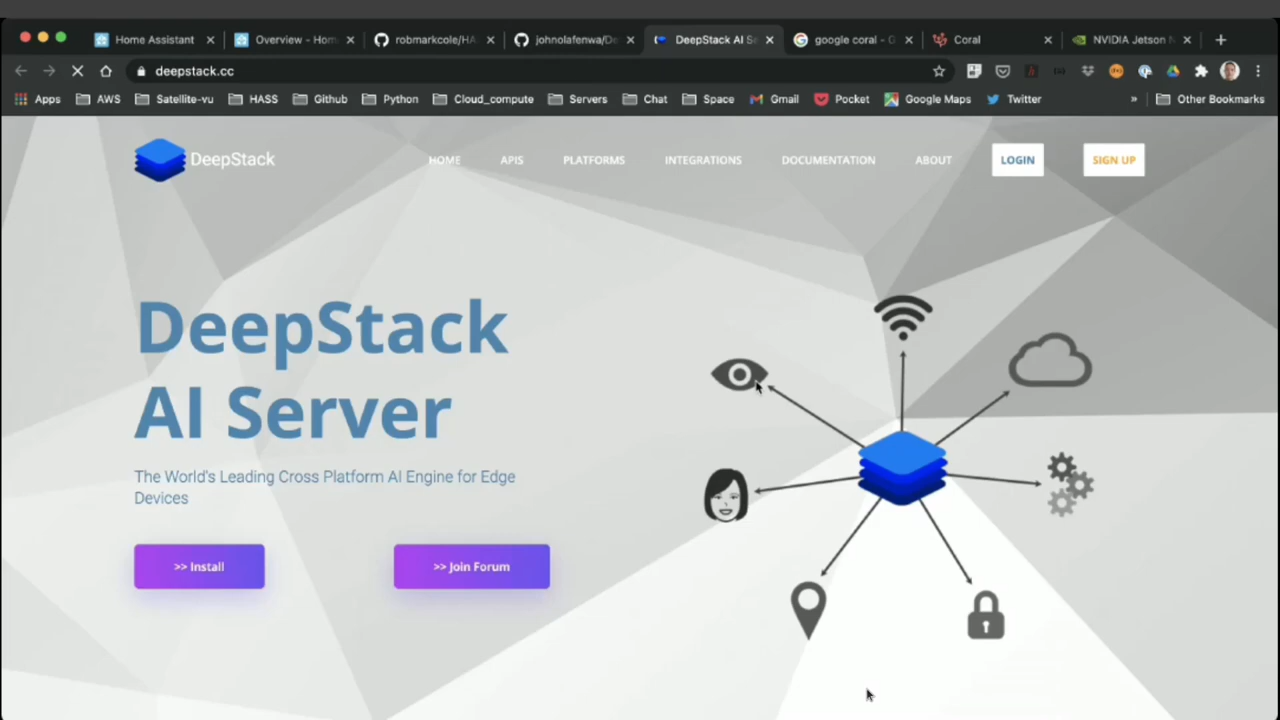 Home Assistant
Overview - Hom
robmarkcole/HA
johnolafenwa/De
DeepStack AI Se
google coral - G
Coral
NVIDIA Jetson N
deepstack.cc
Apps
AWS
Satellite-vu
HASS
Github
Python
Cloud_compute
Servers
Chat
Space
Gmail
Pocket
Google Maps
Twitter
»
Other Bookmarks
DeepStack
HOME
APIS
PLATFORMS
INTEGRATIONS
DOCUMENTATION
ABOUT
LOGIN
SIGN UP
DeepStack
AI Server
The World's Leading Cross Platform AI Engine for Edge
Devices
>> Install
>> Join Forum